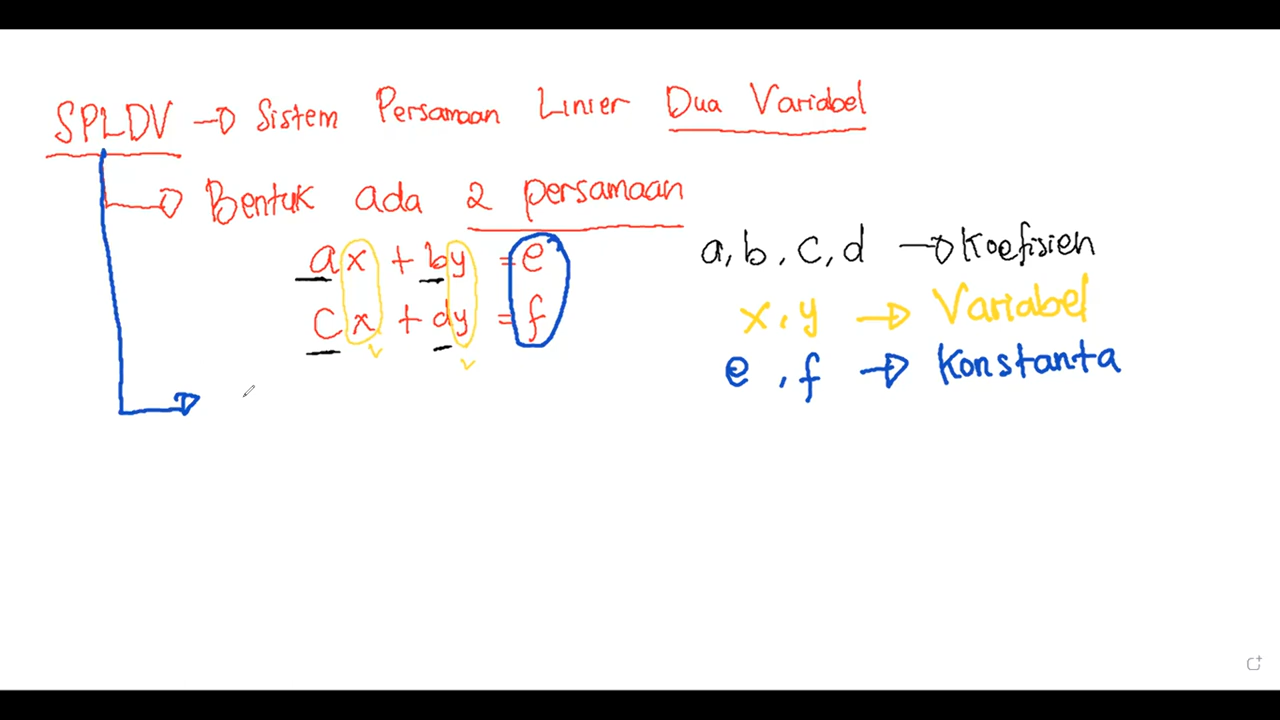 SPLDV → Sistem Persamaan Linier Dua Variabel
→ Bentuk ada 2 persamaan
ax + by = e
cx + dy = f
a, b, c, d → Koefisien
x, y → Variabel
e, f → Konstanta